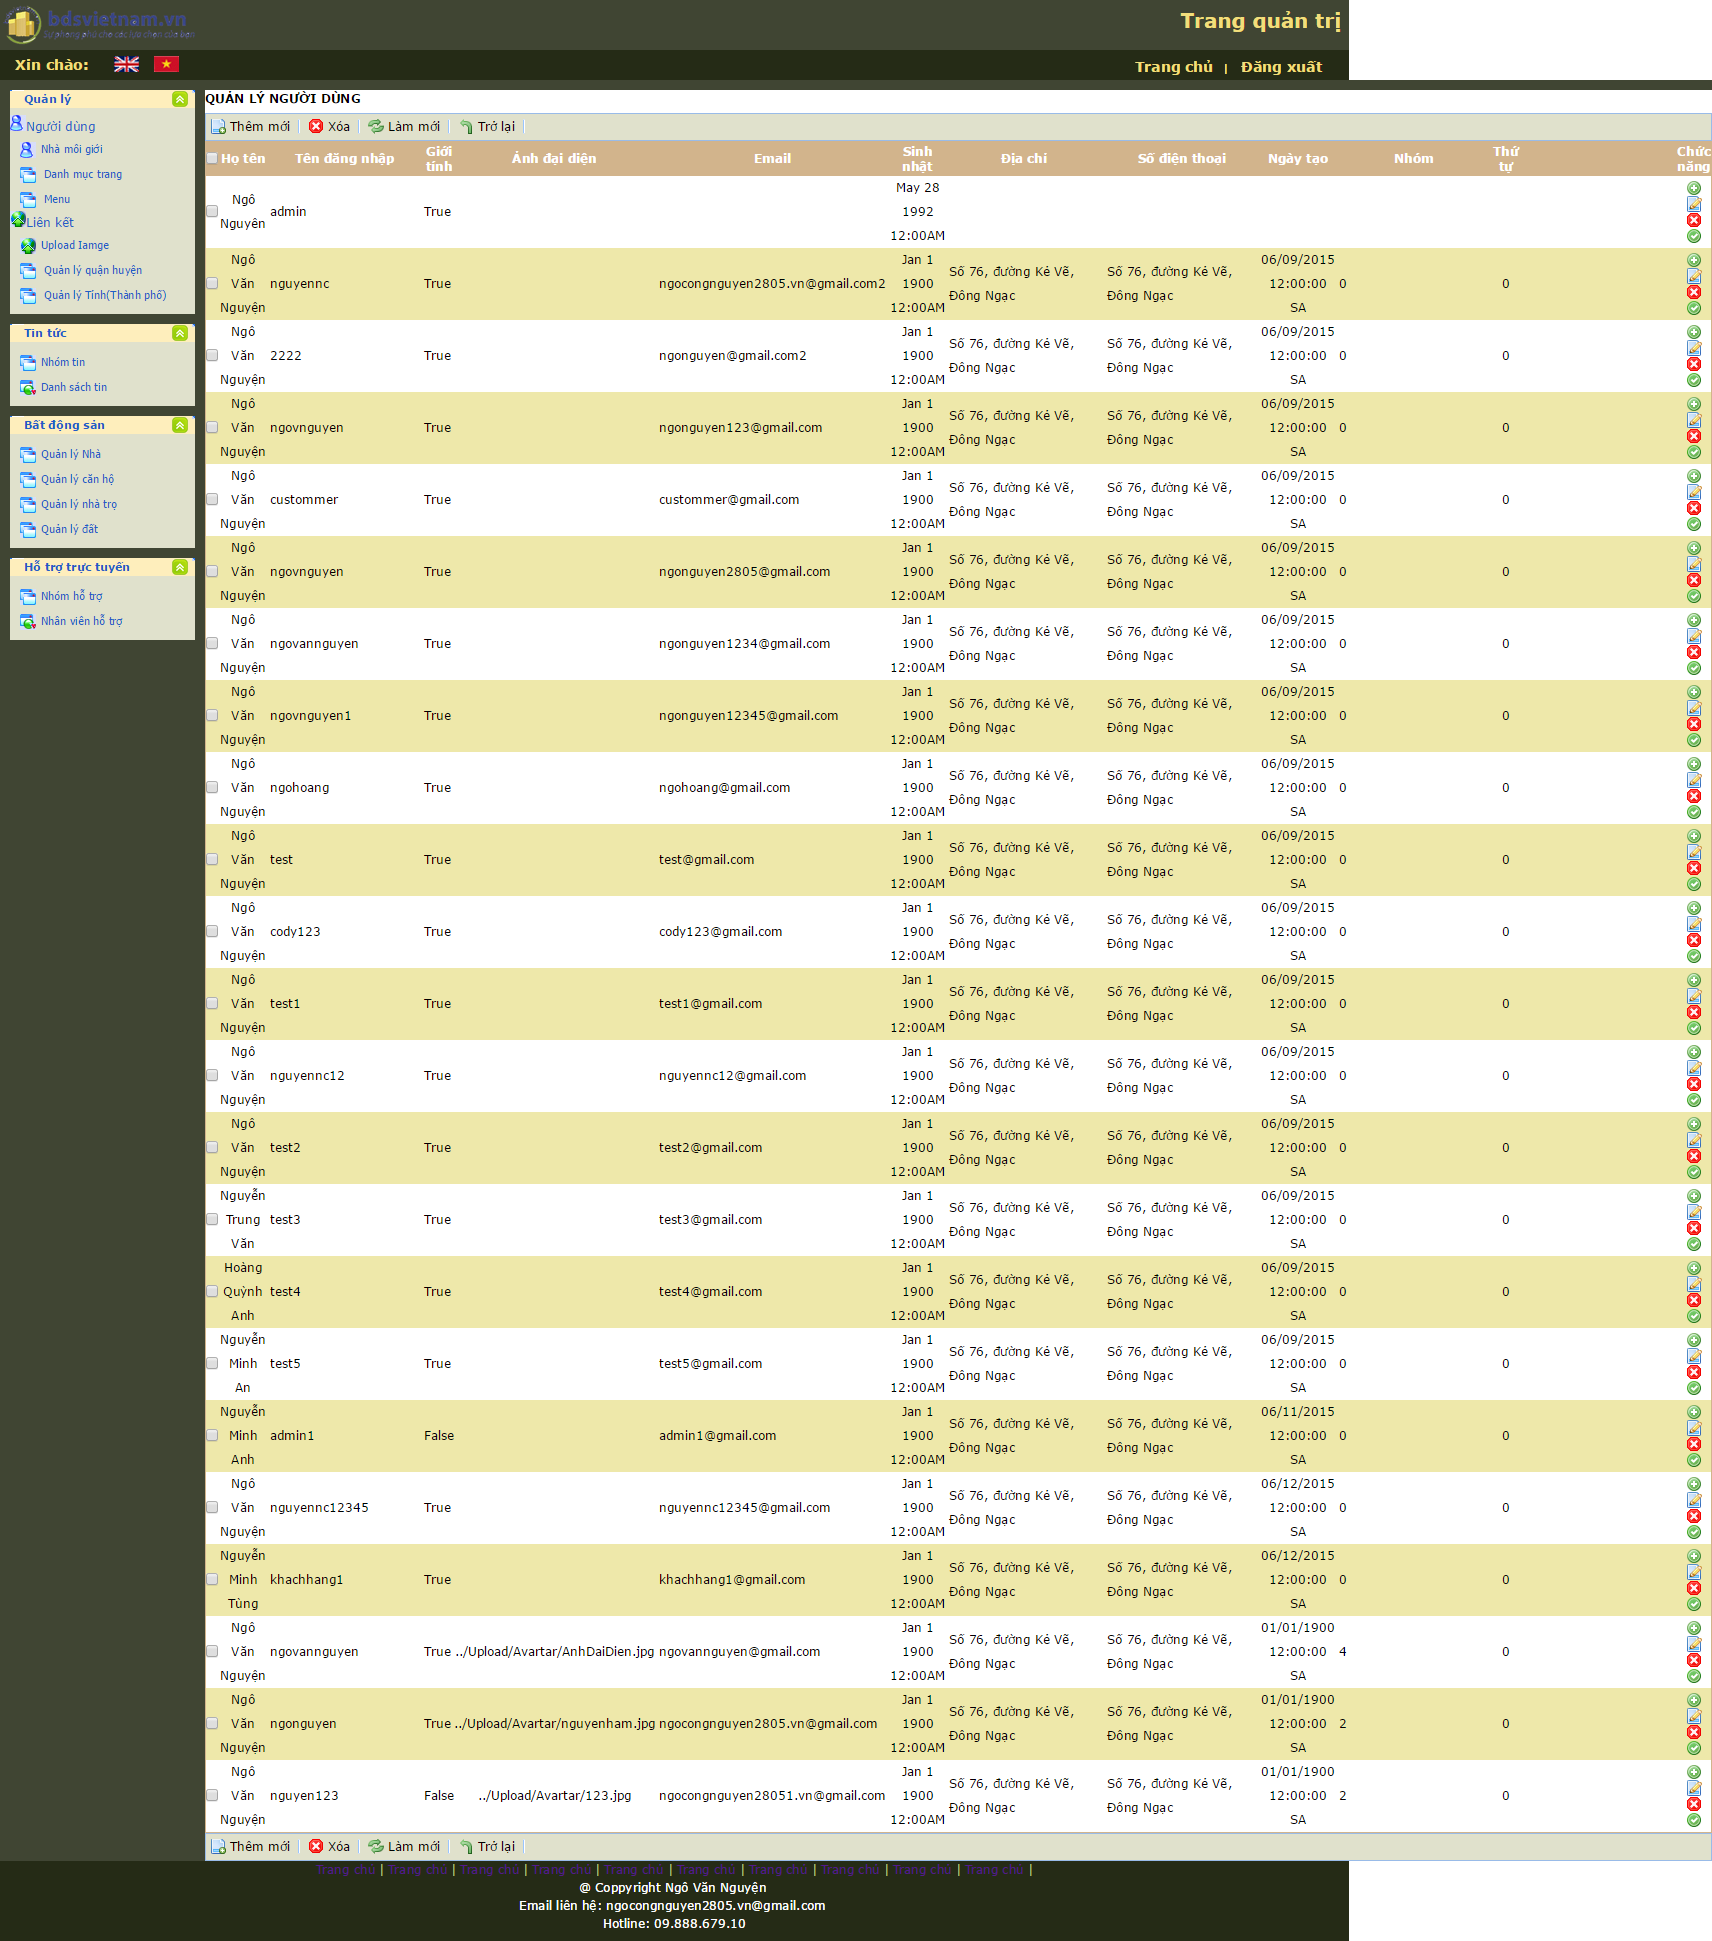 bdsvietnam.vn
Sự phong phú cho các lựa chọn của bạn
Trang quản trị
Xin chào:
Trang chủ | Đăng xuất
Quản lý
Người dùng
Nhà môi giới
Danh mục trang
Menu
Liên kết
Upload Iamge
Quản lý quận huyện
Quản lý Tỉnh(Thành phố)
Tin tức
Nhóm tin
Danh sách tin
Bất động sản
Quản lý Nhà
Quản lý căn hộ
Quản lý nhà trọ
Quản lý đất
Hỗ trợ trực tuyến
Nhóm hỗ trợ
Nhân viên hỗ trợ
QUẢN LÝ NGƯỜI DÙNG
Thêm mới Xóa Làm mới Trở lại
Họ tên Tên đăng nhập Giới tính Ảnh đại diện Email Sinh nhật Địa chỉ Số điện thoại Ngày tạo Nhóm Thứ tự Chức năng
Ngô Nguyện admin True May 28 1992 12:00AM
Ngô Văn Nguyện nguyennc True ngocongnguyen2805.vn@gmail.com2 Jan 1 1900 12:00AM Số 76, đường Kẻ Vẽ, Đông Ngạc Số 76, đường Kẻ Vẽ, Đông Ngạc 06/09/2015 12:00:00 SA 0 0
Ngô Văn Nguyện 2222 True ngonguyen@gmail.com2 Jan 1 1900 12:00AM Số 76, đường Kẻ Vẽ, Đông Ngạc Số 76, đường Kẻ Vẽ, Đông Ngạc 06/09/2015 12:00:00 SA 0 0
Ngô Văn Nguyện ngovnguyen True ngonguyen123@gmail.com Jan 1 1900 12:00AM Số 76, đường Kẻ Vẽ, Đông Ngạc Số 76, đường Kẻ Vẽ, Đông Ngạc 06/09/2015 12:00:00 SA 0 0
Ngô Văn Nguyện custommer True custommer@gmail.com Jan 1 1900 12:00AM Số 76, đường Kẻ Vẽ, Đông Ngạc Số 76, đường Kẻ Vẽ, Đông Ngạc 06/09/2015 12:00:00 SA 0 0
Ngô Văn Nguyện ngovnguyen True ngonguyen2805@gmail.com Jan 1 1900 12:00AM Số 76, đường Kẻ Vẽ, Đông Ngạc Số 76, đường Kẻ Vẽ, Đông Ngạc 06/09/2015 12:00:00 SA 0 0
Ngô Văn Nguyện ngovannguyen True ngonguyen1234@gmail.com Jan 1 1900 12:00AM Số 76, đường Kẻ Vẽ, Đông Ngạc Số 76, đường Kẻ Vẽ, Đông Ngạc 06/09/2015 12:00:00 SA 0 0
Ngô Văn Nguyện ngovnguyen1 True ngonguyen12345@gmail.com Jan 1 1900 12:00AM Số 76, đường Kẻ Vẽ, Đông Ngạc Số 76, đường Kẻ Vẽ, Đông Ngạc 06/09/2015 12:00:00 SA 0 0
Ngô Văn Nguyện ngohoang True ngohoang@gmail.com Jan 1 1900 12:00AM Số 76, đường Kẻ Vẽ, Đông Ngạc Số 76, đường Kẻ Vẽ, Đông Ngạc 06/09/2015 12:00:00 SA 0 0
Ngô Văn Nguyện test True test@gmail.com Jan 1 1900 12:00AM Số 76, đường Kẻ Vẽ, Đông Ngạc Số 76, đường Kẻ Vẽ, Đông Ngạc 06/09/2015 12:00:00 SA 0 0
Ngô Văn Nguyện cody123 True cody123@gmail.com Jan 1 1900 12:00AM Số 76, đường Kẻ Vẽ, Đông Ngạc Số 76, đường Kẻ Vẽ, Đông Ngạc 06/09/2015 12:00:00 SA 0 0
Ngô Văn Nguyện test1 True test1@gmail.com Jan 1 1900 12:00AM Số 76, đường Kẻ Vẽ, Đông Ngạc Số 76, đường Kẻ Vẽ, Đông Ngạc 06/09/2015 12:00:00 SA 0 0
Ngô Văn Nguyện nguyennc12 True nguyennc12@gmail.com Jan 1 1900 12:00AM Số 76, đường Kẻ Vẽ, Đông Ngạc Số 76, đường Kẻ Vẽ, Đông Ngạc 06/09/2015 12:00:00 SA 0 0
Ngô Văn Nguyện test2 True test2@gmail.com Jan 1 1900 12:00AM Số 76, đường Kẻ Vẽ, Đông Ngạc Số 76, đường Kẻ Vẽ, Đông Ngạc 06/09/2015 12:00:00 SA 0 0
Nguyễn Trung Văn test3 True test3@gmail.com Jan 1 1900 12:00AM Số 76, đường Kẻ Vẽ, Đông Ngạc Số 76, đường Kẻ Vẽ, Đông Ngạc 06/09/2015 12:00:00 SA 0 0
Hoàng Quỳnh Anh test4 True test4@gmail.com Jan 1 1900 12:00AM Số 76, đường Kẻ Vẽ, Đông Ngạc Số 76, đường Kẻ Vẽ, Đông Ngạc 06/09/2015 12:00:00 SA 0 0
Nguyễn Minh An test5 True test5@gmail.com Jan 1 1900 12:00AM Số 76, đường Kẻ Vẽ, Đông Ngạc Số 76, đường Kẻ Vẽ, Đông Ngạc 06/09/2015 12:00:00 SA 0 0
Nguyễn Minh Anh admin1 False admin1@gmail.com Jan 1 1900 12:00AM Số 76, đường Kẻ Vẽ, Đông Ngạc Số 76, đường Kẻ Vẽ, Đông Ngạc 06/11/2015 12:00:00 SA 0 0
Ngô Văn Nguyện nguyennc12345 True nguyennc12345@gmail.com Jan 1 1900 12:00AM Số 76, đường Kẻ Vẽ, Đông Ngạc Số 76, đường Kẻ Vẽ, Đông Ngạc 06/12/2015 12:00:00 SA 0 0
Nguyễn Minh Tùng khachhang1 True khachhang1@gmail.com Jan 1 1900 12:00AM Số 76, đường Kẻ Vẽ, Đông Ngạc Số 76, đường Kẻ Vẽ, Đông Ngạc 06/12/2015 12:00:00 SA 0 0
Ngô Văn Nguyện ngovannguyen True ../Upload/Avartar/AnhDaiDien.jpg ngovannguyen@gmail.com Jan 1 1900 12:00AM Số 76, đường Kẻ Vẽ, Đông Ngạc Số 76, đường Kẻ Vẽ, Đông Ngạc 01/01/1900 12:00:00 SA 4 0
Ngô Văn Nguyện ngonguyen True ../Upload/Avartar/nguyenham.jpg ngocongnguyen2805.vn@gmail.com Jan 1 1900 12:00AM Số 76, đường Kẻ Vẽ, Đông Ngạc Số 76, đường Kẻ Vẽ, Đông Ngạc 01/01/1900 12:00:00 SA 2 0
Ngô Văn Nguyện nguyen123 False ../Upload/Avartar/123.jpg ngocongnguyen28051.vn@gmail.com Jan 1 1900 12:00AM Số 76, đường Kẻ Vẽ, Đông Ngạc Số 76, đường Kẻ Vẽ, Đông Ngạc 01/01/1900 12:00:00 SA 2 0
Thêm mới Xóa Làm mới Trở lại
Trang chủ | Trang chủ | Trang chủ | Trang chủ | Trang chủ | Trang chủ | Trang chủ | Trang chủ | Trang chủ | Trang chủ |
@ Coppyright Ngô Văn Nguyện
Email liên hệ: ngocongnguyen2805.vn@gmail.com
Hotline: 09.888.679.10